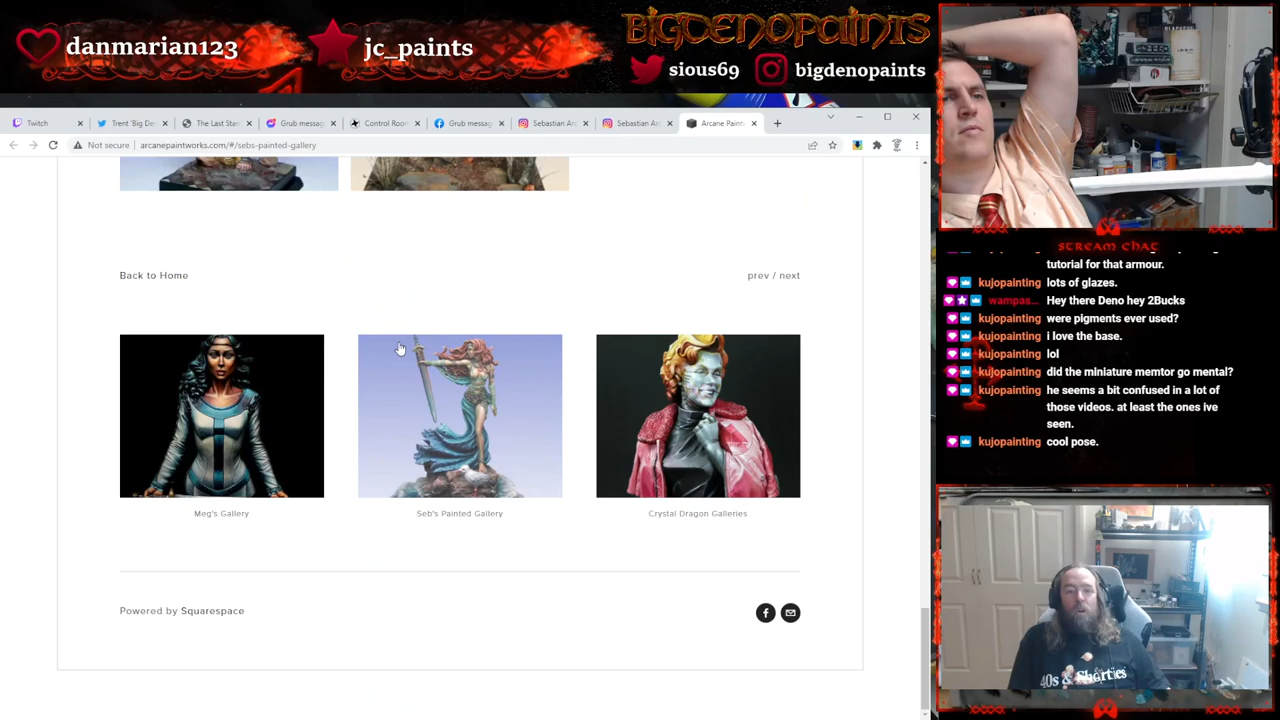 danmarian123
jc_paints
BIGDENOPAINTS
sious69
bigdenopaints
Twitch
Trent 'Big De
The Last Sta
Grub messa
Control Roor
Grub messa
Sebastian Ar
Sebastian Ar
Arcane Paint
Not secure
arcanepaintworks.com/#/sebs-painted-gallery
Back to Home
prev / next
Meg's Gallery
Seb's Painted Gallery
Crystal Dragon Galleries
Powered by Squarespace
STREAM CHAT
tutorial for that armour.
kujopainting lots of glazes.
wampas... Hey there Deno hey 2Bucks
kujopainting were pigments ever used?
kujopainting i love the base.
kujopainting lol
kujopainting did the miniature memtor go mental?
kujopainting he seems a bit confused in a lot of
those videos. at least the ones ive
seen.
kujopainting cool pose.
40s & Shorties